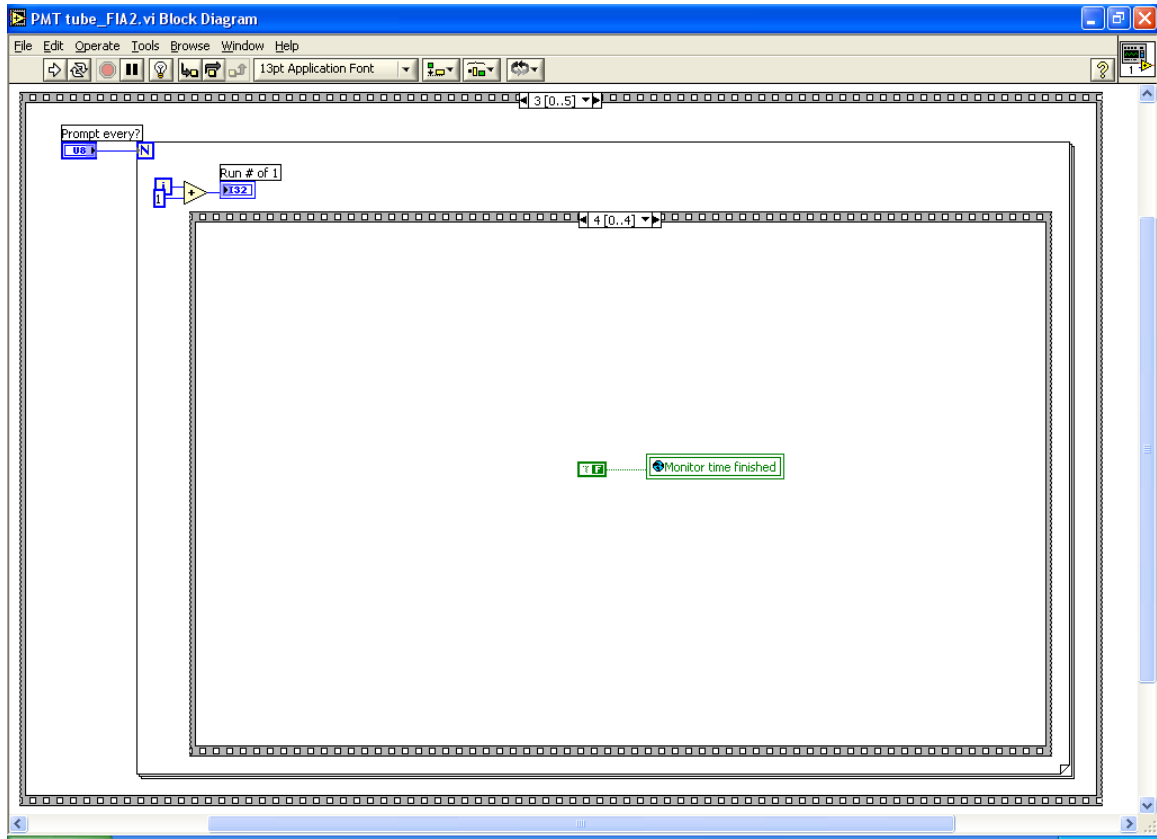 PMT tube_FIA2.vi Block Diagram
File Edit Operate Tools Browse Window Help
13pt Application Font
?
1
3 [0..5]
Prompt every?
U8
N
Run # of 1
i
+
I32
1
4 [0..4]
T F
Monitor time finished